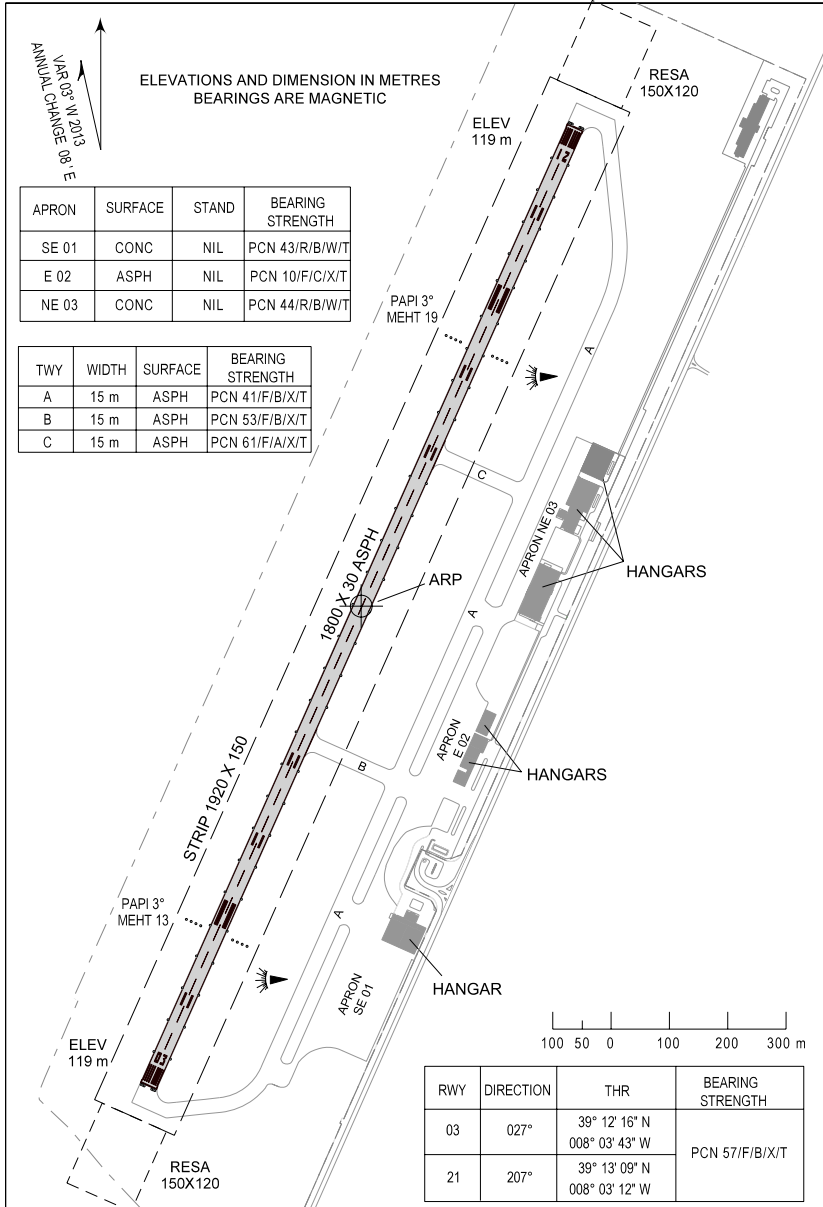 VAR 03° W 2013
ANNUAL CHANGE 08 'E
ELEVATIONS AND DIMENSION IN METRES
BEARINGS ARE MAGNETIC
RESA
150X120
ELEV
119 m
21
APRON SURFACE STAND BEARING STRENGTH
SE 01 CONC NIL PCN 43/R/B/W/T
E 02 ASPH NIL PCN 10/F/C/X/T
NE 03 CONC NIL PCN 44/R/B/W/T
PAPI 3°
MEHT 19
A
TWY WIDTH SURFACE BEARING STRENGTH
A 15 m ASPH PCN 41/F/B/X/T
B 15 m ASPH PCN 53/F/B/X/T
C 15 m ASPH PCN 61/F/A/X/T
C
APRON NE 03
HANGARS
1800 X 30 ASPH
ARP
A
APRON
E 02
HANGARS
B
STRIP 1920 X 150
PAPI 3°
MEHT 13
A
HANGAR
APRON
SE 01
ELEV
119 m
03
100 50 0 100 200 300 m
RESA
150X120
RWY DIRECTION THR BEARING STRENGTH
03 027° 39° 12' 16" N
008° 03' 43" W
PCN 57/F/B/X/T
21 207° 39° 13' 09" N
008° 03' 12" W